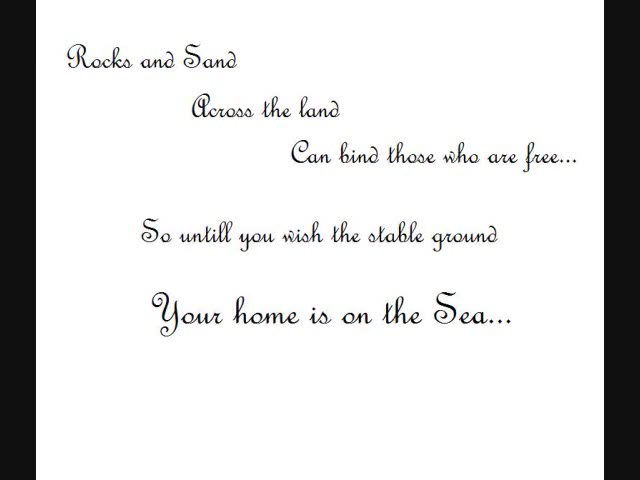 Rocks and Sand
Across the land
Can bind those who are free...
So untill you wish the stable ground
Your home is on the Sea...